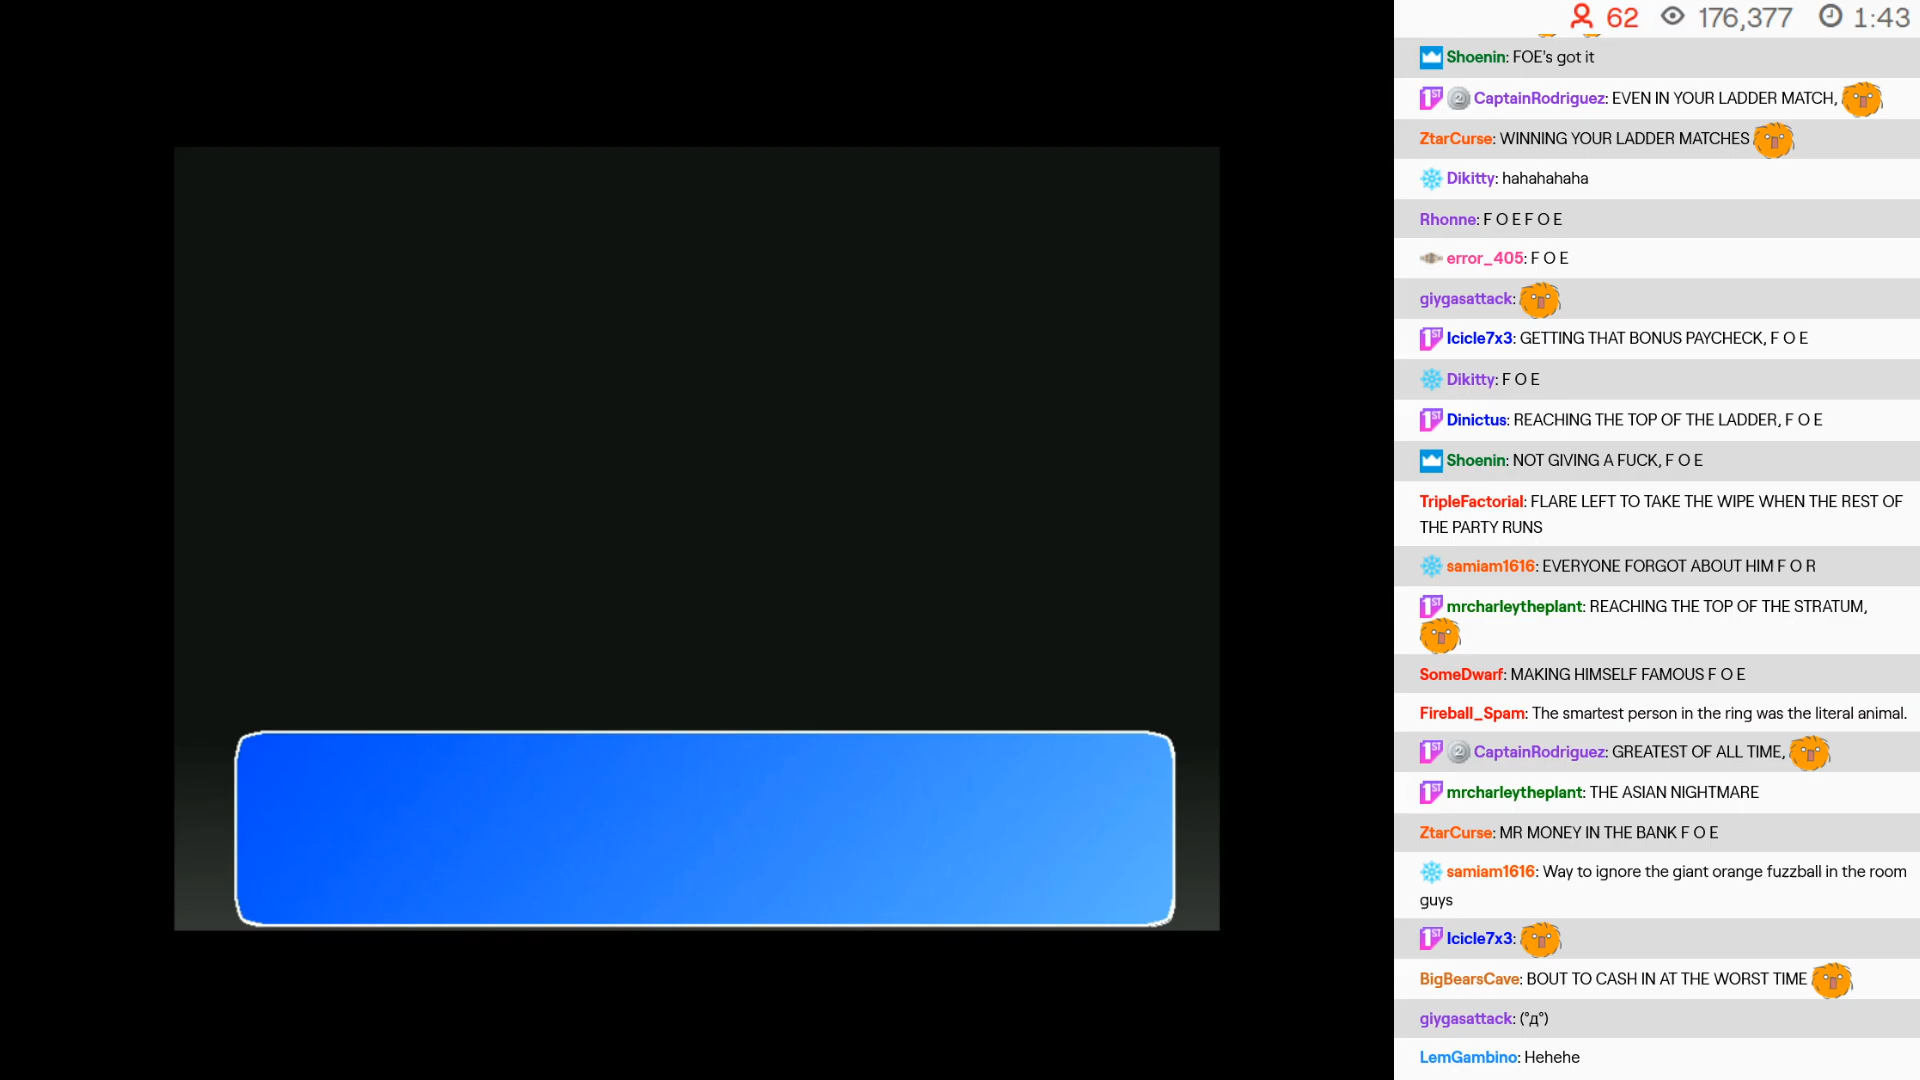 62 176,377 1:43
Shoenin: FOE's got it
CaptainRodriguez: EVEN IN YOUR LADDER MATCH,
ZtarCurse: WINNING YOUR LADDER MATCHES
Dikitty: hahahahaha
Rhonne: F O E F O E
error_405: F O E
giygasattack:
Icicle7x3: GETTING THAT BONUS PAYCHECK, F O E
Dikitty: F O E
Dinictus: REACHING THE TOP OF THE LADDER, F O E
Shoenin: NOT GIVING A FUCK, F O E
TripleFactorial: FLARE LEFT TO TAKE THE WIPE WHEN THE REST OF
THE PARTY RUNS
samiam1616: EVERYONE FORGOT ABOUT HIM F O R
mrcharleytheplant: REACHING THE TOP OF THE STRATUM,
SomeDwarf: MAKING HIMSELF FAMOUS F O E
Fireball_Spam: The smartest person in the ring was the literal animal.
CaptainRodriguez: GREATEST OF ALL TIME,
mrcharleytheplant: THE ASIAN NIGHTMARE
ZtarCurse: MR MONEY IN THE BANK F O E
samiam1616: Way to ignore the giant orange fuzzball in the room
guys
Icicle7x3:
BigBearsCave: BOUT TO CASH IN AT THE WORST TIME
giygasattack: (°д°)
LemGambino: Hehehe